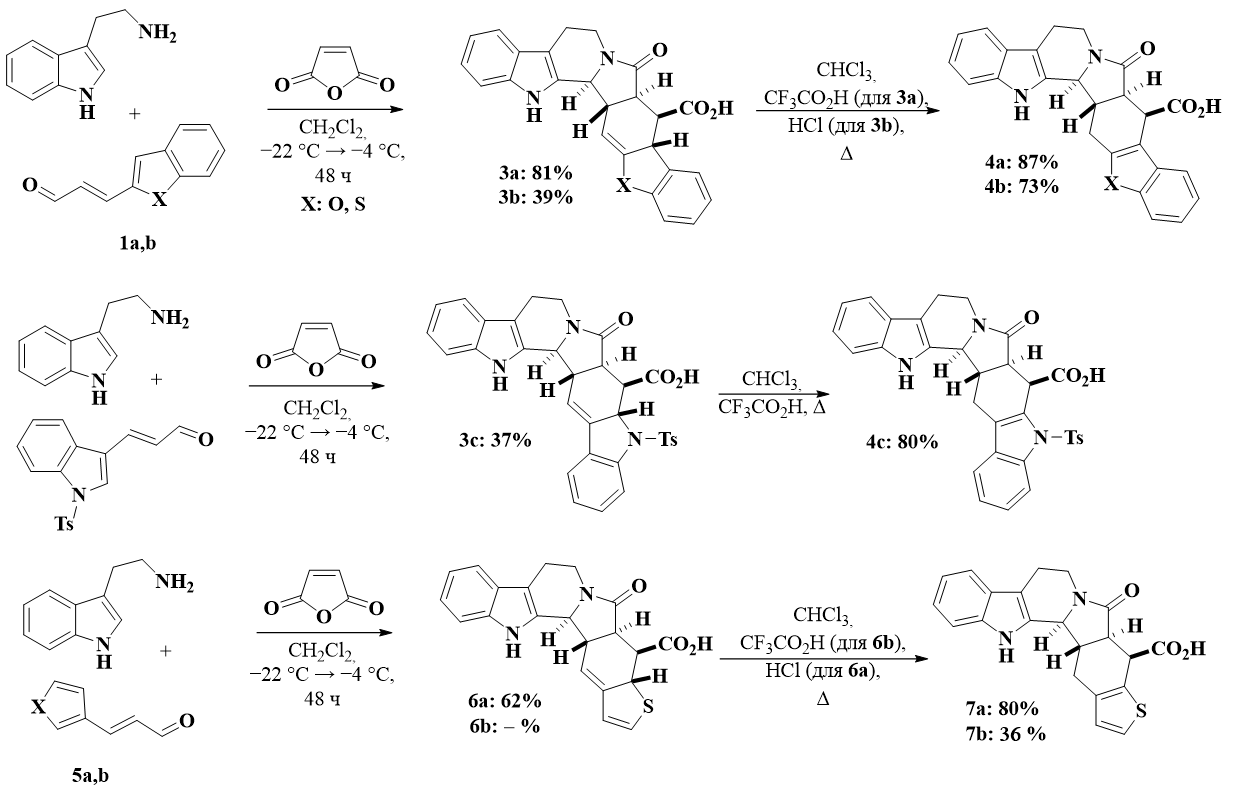 NH2
N
H
+
O
X
1a,b
O
O
O
CH2Cl2,
−22 °C → −4 °C,
48 ч
X: O, S
N
O
N
H
H
H
H
CO2H
H
X
3a: 81%
3b: 39%
CHCl3,
CF3CO2H (для 3a),
HCl (для 3b),
Δ
N
O
N
H
H
H
H
CO2H
X
4a: 87%
4b: 73%
NH2
N
H
+
O
N
Ts
O
O
O
CH2Cl2,
−22 °C → −4 °C,
48 ч
N
O
N
H
H
H
H
CO2H
H
N−Ts
3c: 37%
CHCl3,
CF3CO2H, Δ
N
O
N
H
H
H
H
CO2H
N−Ts
4c: 80%
NH2
N
H
+
X
O
5a,b
O
O
O
CH2Cl2,
−22 °C → −4 °C,
48 ч
N
O
N
H
H
H
H
CO2H
H
S
6a: 62%
6b: – %
CHCl3,
CF3CO2H (для 6b),
HCl (для 6a),
Δ
N
O
N
H
H
H
H
CO2H
S
7a: 80%
7b: 36 %